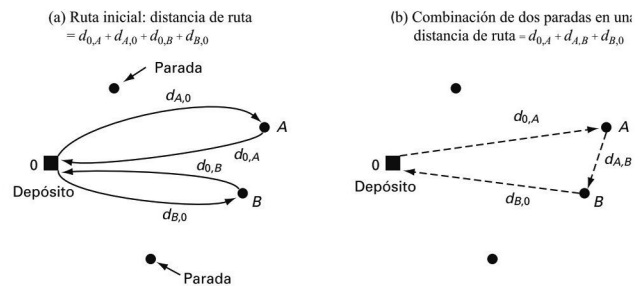 (a) Ruta inicial: distancia de ruta
= d0,A + dA,0 + d0,B + dB,0
Parada
dA,0
A
0
d0,A
d0,B
Depósito
B
dB,0
Parada
(b) Combinación de dos paradas en una
distancia de ruta = d0,A + dA,B + dB,0
d0,A
A
0
dA,B
Depósito
dB,0
B